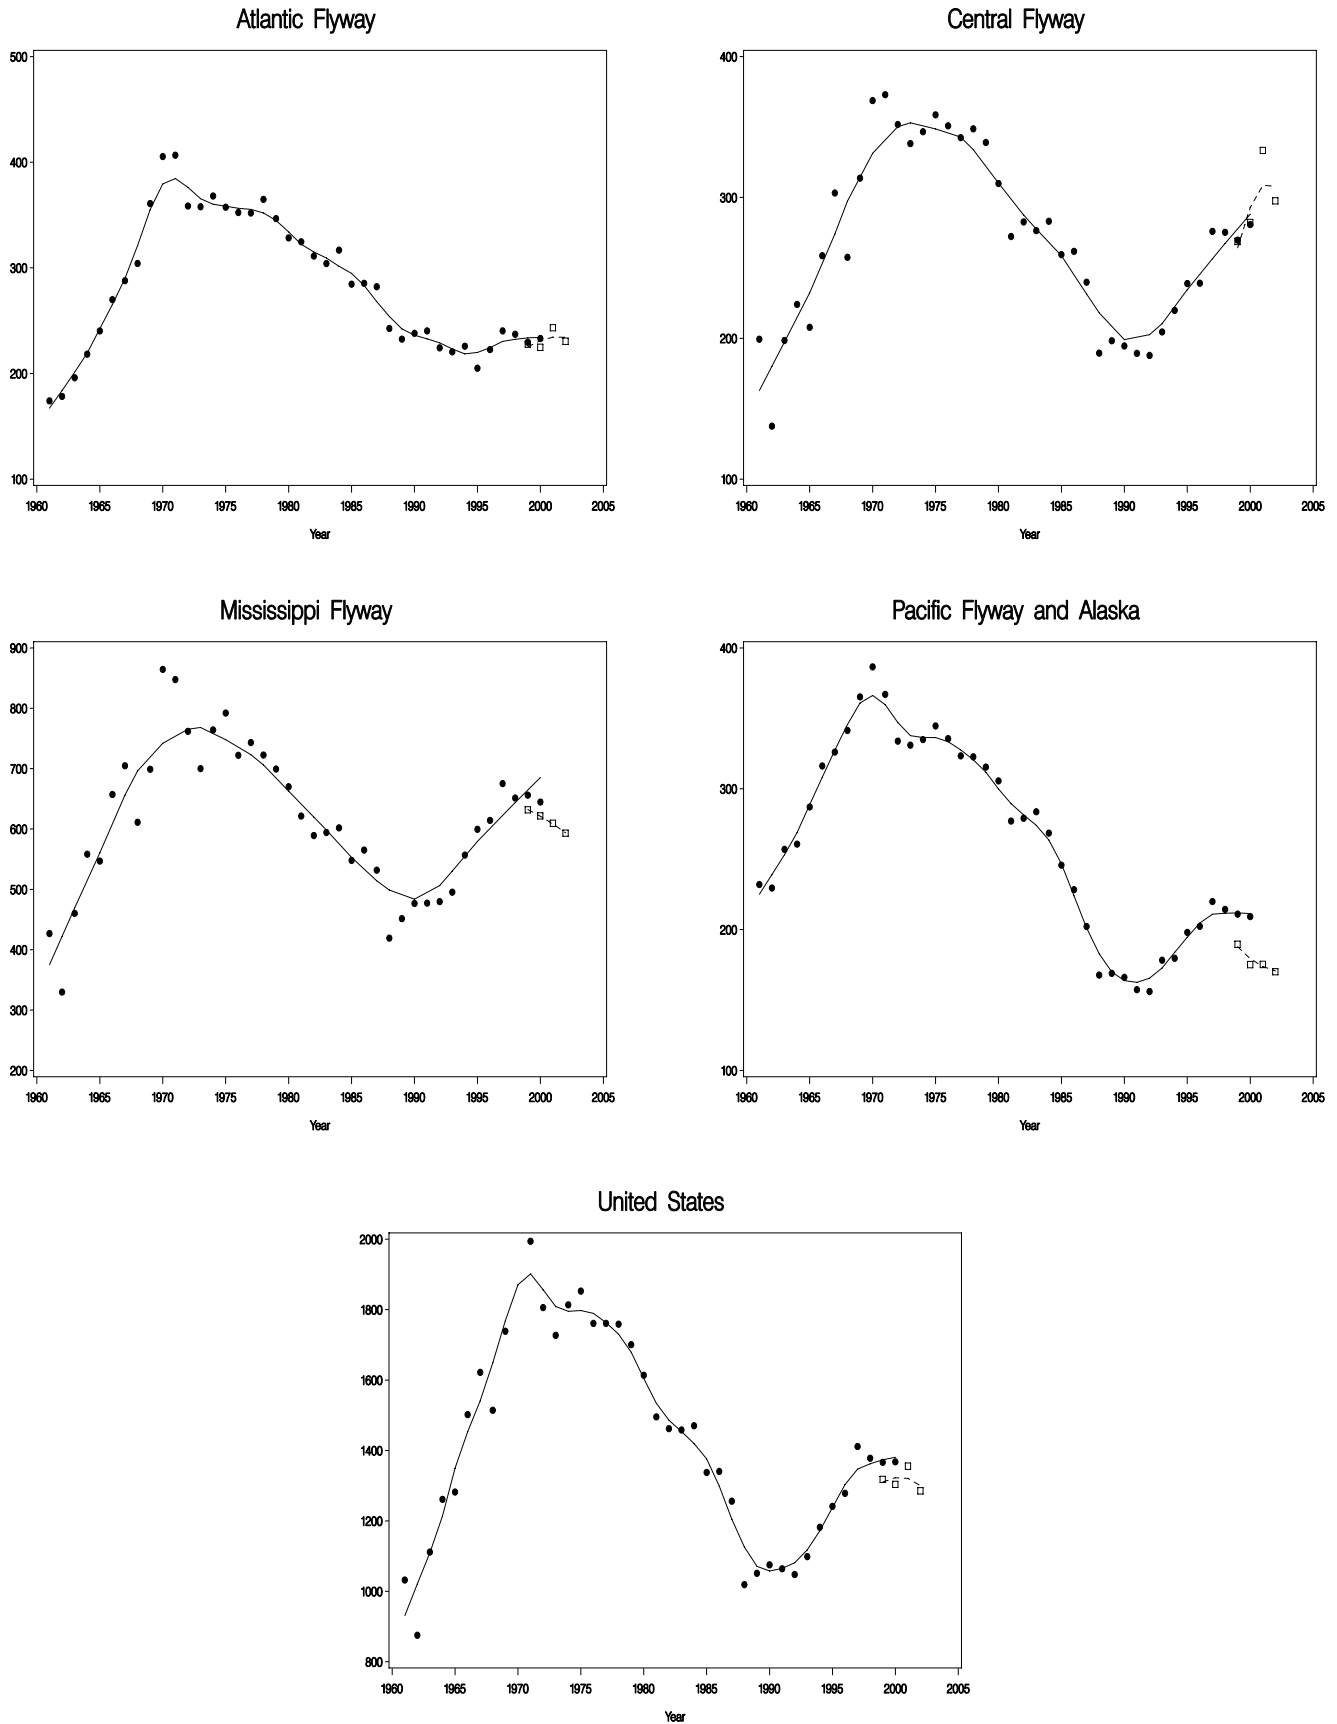 Atlantic Flyway
500
400
300
200
100
1960 1965 1970 1975 1980 1985 1990 1995 2000 2005
Year
Central Flyway
400
300
200
100
1960 1965 1970 1975 1980 1985 1990 1995 2000 2005
Year
Mississippi Flyway
900
800
700
600
500
400
300
200
1960 1965 1970 1975 1980 1985 1990 1995 2000 2005
Year
Pacific Flyway and Alaska
400
300
200
100
1960 1965 1970 1975 1980 1985 1990 1995 2000 2005
Year
United States
2000
1800
1600
1400
1200
1000
800
1960 1965 1970 1975 1980 1985 1990 1995 2000 2005
Year